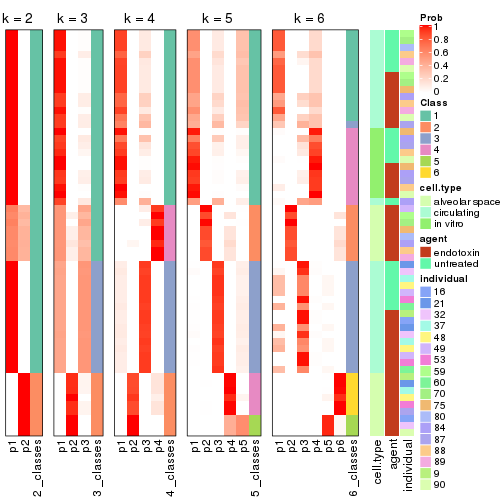 k = 2 k = 3 k = 4 k = 5 k = 6
Prob
1
0.8
0.6
0.4
0.2
0
Class
1
2
3
4
5
6
cell.type
alveolar space
circulating
in vitro
agent
endotoxin
untreated
individual
16
21
32
37
48
49
53
59
60
70
75
80
84
87
88
89
9
90
p1 p2 2_classes p1 p2 p3 3_classes p1 p2 p3 p4 4_classes p1 p2 p3 p4 p5 5_classes p1 p2 p3 p4 p5 p6 6_classes cell.type agent individual